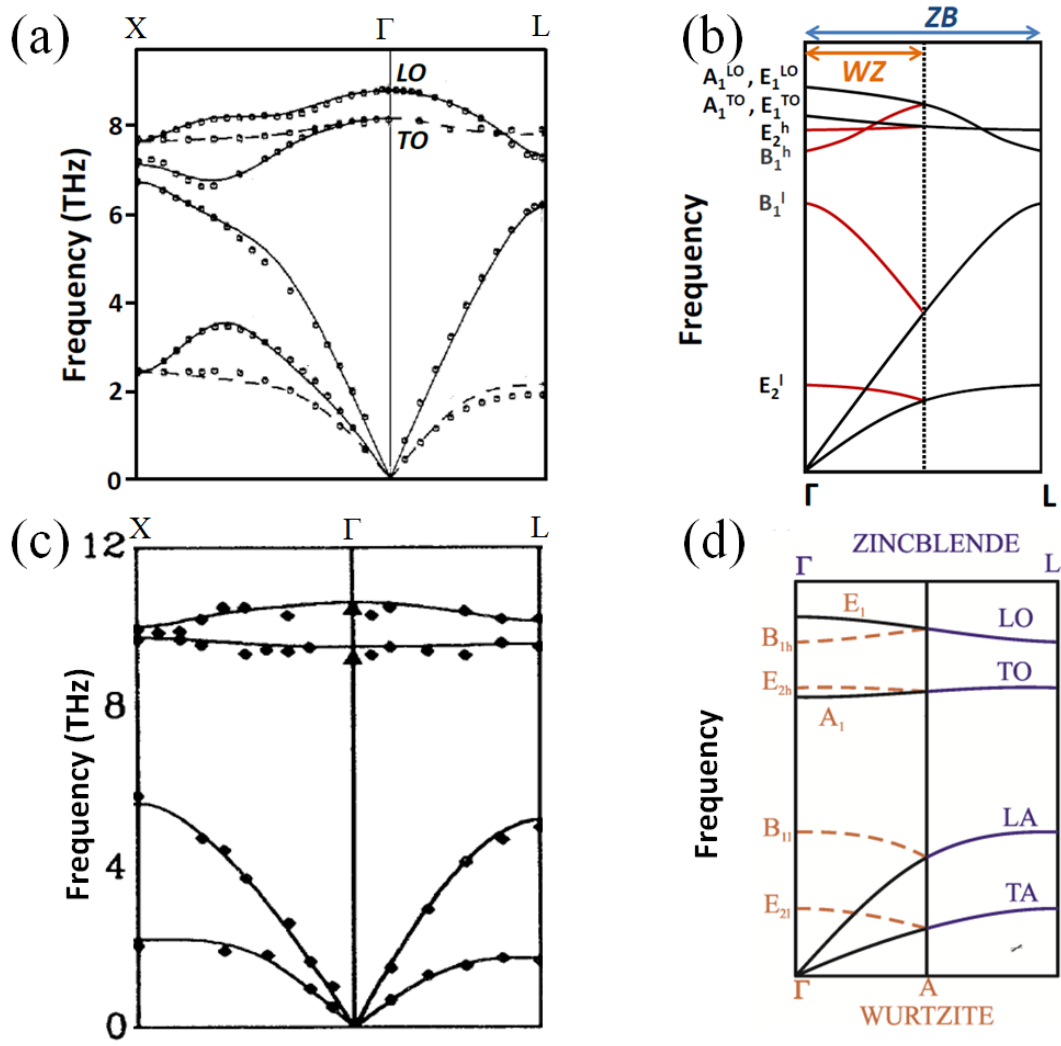 (a)
X Γ L
LO
TO
Frequency (THz)
8
6
4
2
0
(b)
ZB
WZ
A₁ᴸᴼ, E₁ᴸᴼ
A₁ᵀᴼ, E₁ᵀᴼ
E₂ʰ
B₁ʰ
B₁ˡ
E₂ˡ
Frequency
Γ L
(c)
X Γ L
12
8
4
0
Frequency (THz)
(d)
ZINCBLENDE
Γ L
E₁
LO
B₁ₕ
E₂ₕ
TO
A₁
B₁ₗ
LA
E₂ₗ
TA
Frequency
Γ A
WURTZITE